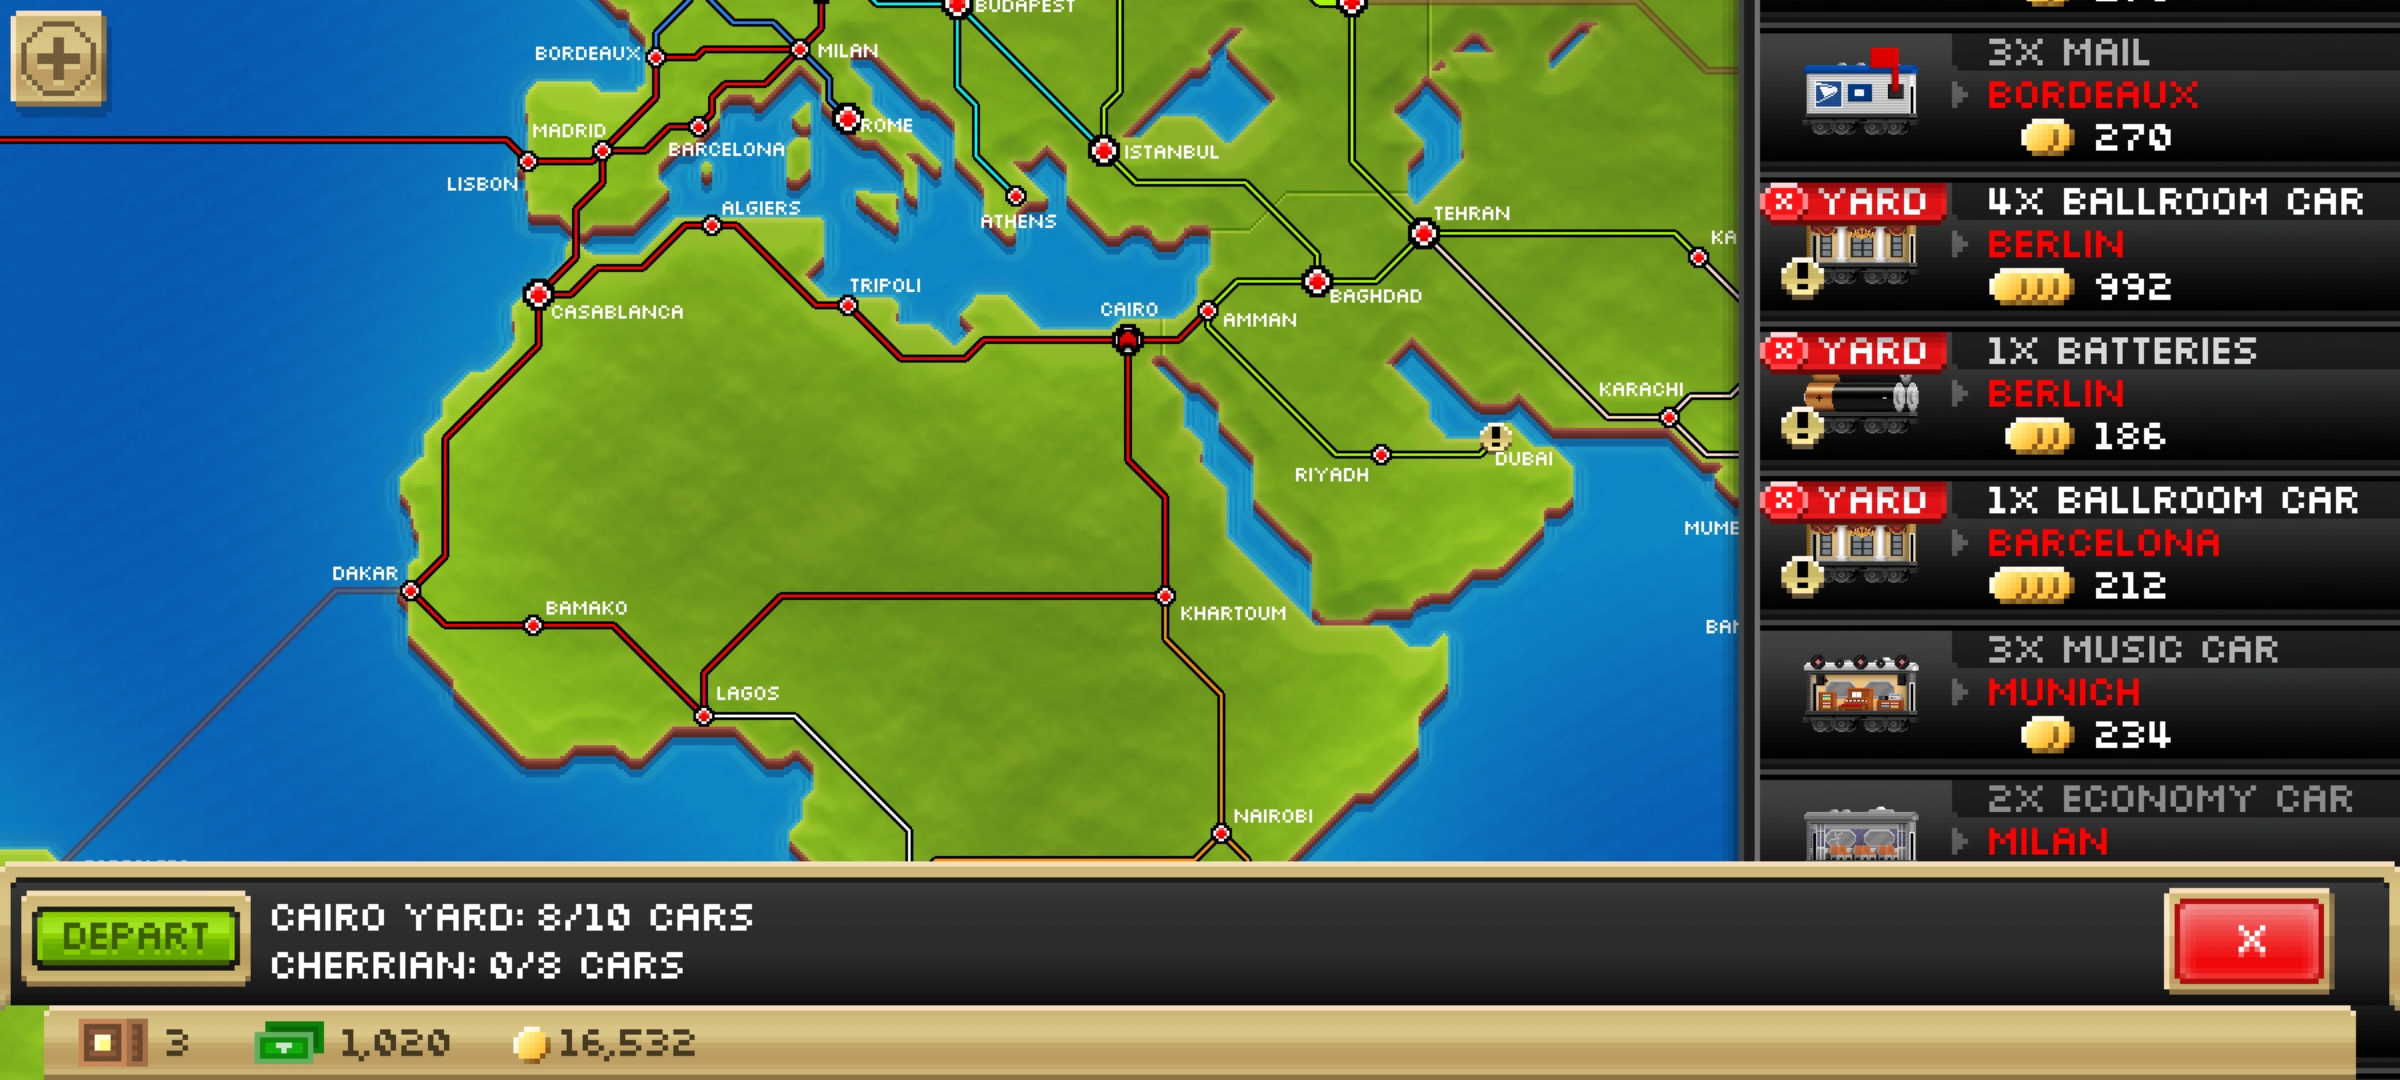 BUDAPEST
BORDEAUX
MILAN
MADRID
ROME
BARCELONA
ISTANBUL
LISBON
ALGIERS
ATHENS
TEHRAN
KA
TRIPOLI
CASABLANCA
CAIRO
BAGHDAD
AMMAN
KARACHI
RIYADH
DUBAI
MUMB
DAKAR
BAMAKO
KHARTOUM
BAN
LAGOS
NAIROBI
3X MAIL
BORDEAUX
270
YARD
4X BALLROOM CAR
BERLIN
992
YARD
1X BATTERIES
BERLIN
186
YARD
1X BALLROOM CAR
BARCELONA
212
3X MUSIC CAR
MUNICH
234
2X ECONOMY CAR
MILAN
DEPART
CAIRO YARD: 8/10 CARS
CHERRIAN: 0/8 CARS
X
3
1,020
16,532